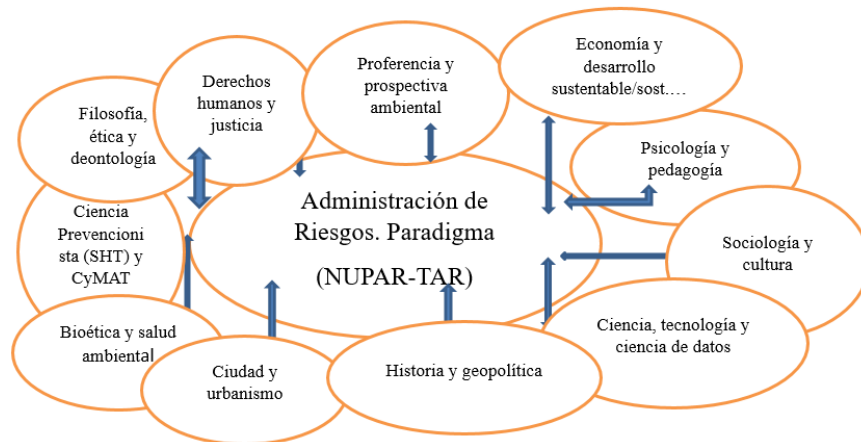 Filosofía,
ética y
deontología
Derechos
humanos y
justicia
Proferencia y
prospectiva
ambiental
Economía y
desarrollo
sustentable/sost.…
Psicología y
pedagogía
Ciencia
Prevencioni
sta (SHT) y
CyMAT
Administración de
Riesgos. Paradigma
(NUPAR-TAR)
Sociología y
cultura
Bioética y salud
ambiental
Ciudad y
urbanismo
Historia y geopolítica
Ciencia, tecnología y
ciencia de datos